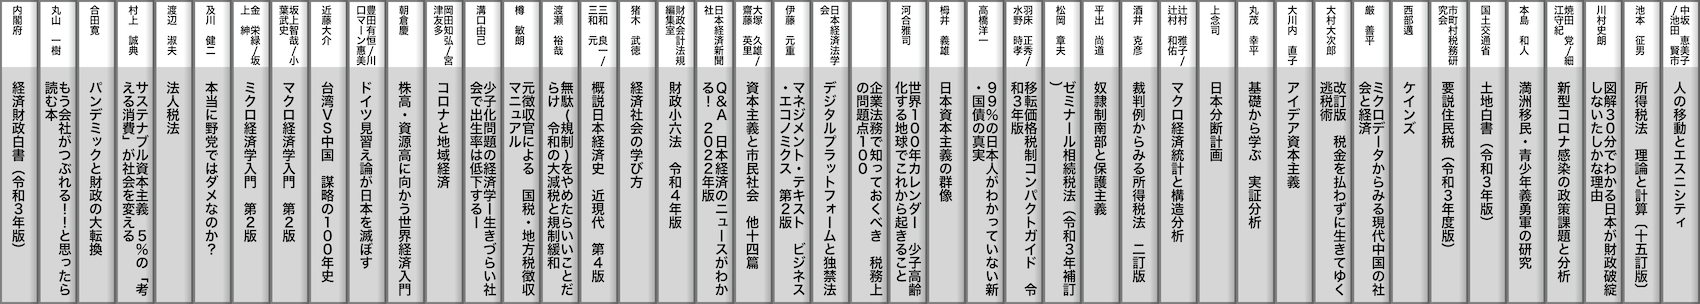 中坂　恵美子/池田　賢市
人の移動とエスニシティ
池本　征男
所得税法　理論と計算（十五訂版）
川村史朗
図解３０分でわかる日本が財政破綻しないたしかな理由
焼田　党/細江守紀
新型コロナ感染の政策課題と分析
本島　和人
満洲移民・青少年義勇軍の研究
国土交通省
土地白書（令和３年版）
市町村税務研究会
要説住民税（令和３年度版）
西部邁
ケインズ
厳　善平
ミクロデータからみる現代中国の社会と経済
大村大次郎
改訂版　税金を払わずに生きてゆく逃税術
大川内　直子
アイデア資本主義
丸茂　幸平
基礎から学ぶ　実証分析
上念司
日本分断計画
辻村　雅子/辻村　和佑
マクロ経済統計と構造分析
酒井　克彦
裁判例からみる所得税法　二訂版
平出　尚道
奴隷制南部と保護主義
松岡　章夫
ゼミナール相続税法（令和３年補訂）
羽床　正秀/水野　時孝
移転価格税制コンパクトガイド　令和３年版
高橋洋一
９９％の日本人がわかっていない新・国債の真実
栂井　義雄
日本資本主義の群像
河合雅司
世界１００年カレンダー　少子高齢化する地球でこれから起きること
企業法務で知っておくべき　税務上の問題点１００
日本経済法学会
デジタルプラットフォームと独禁法
伊藤　元重
マネジメント・テキスト　ビジネス・エコノミクス　第２版
大塚　久雄/齋藤　英里
資本主義と市民社会　他十四篇
日本経済新聞社
Ｑ＆Ａ　日本経済のニュースがわかる！　２０２２年版
財政会計法規編集室
財政小六法　令和４年版
猪木　武徳
経済社会の学び方
三和　良一/三和　元
概説日本経済史　近現代　第４版
渡瀬　裕哉
無駄（規制）をやめたらいいことだらけ　令和の大減税と規制緩和
樽　敏朗
元徴収官による　国税・地方税徴収マニュアル
溝口由己
少子化問題の経済学ー生きづらい社会で出生率は低下するー
岡田知弘/宮津友多
コロナと地域経済
朝倉慶
株高・資源高に向かう世界経済入門
豊田有恒/川口マーン惠美
ドイツ見習え論が日本を滅ぼす
近藤大介
台湾ＶＳ中国　謀略の１００年史
坂上智哉/小葉武史
マクロ経済学入門　第２版
金　栄緑/坂上　紳
ミクロ経済学入門　第２版
及川　健二
本当に野党ではダメなのか？
渡辺　淑夫
法人税法
村上　誠典
サステナブル資本主義　５％の「考える消費」が社会を変える
合田寛
パンデミックと財政の大転換
丸山　一樹
もう会社がつぶれる！！と思ったら読む本
内閣府
経済財政白書（令和３年版）